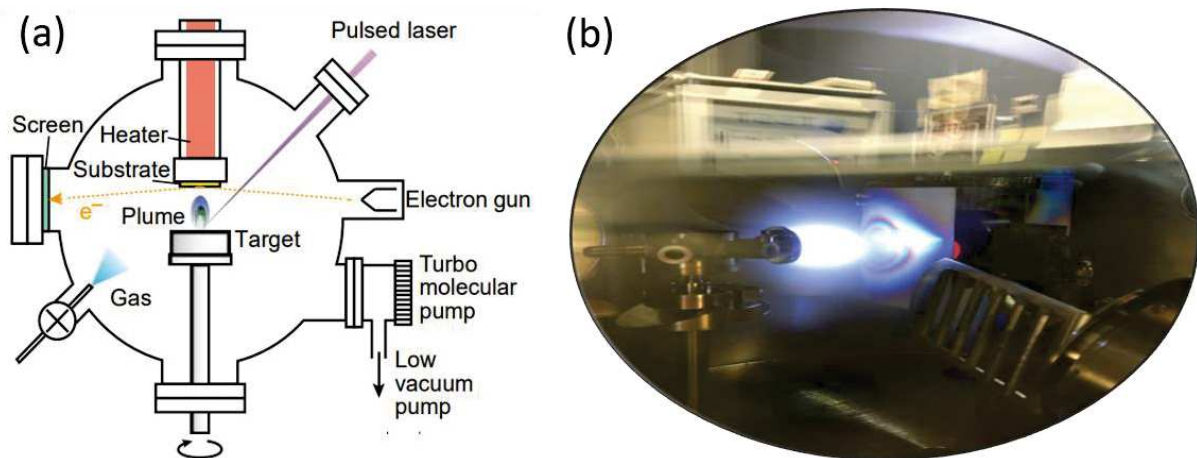 (a)
Pulsed laser
Screen
Heater
Substrate
e⁻
Plume
Electron gun
Target
Gas
Turbo
molecular
pump
Low
vacuum
pump
(b)